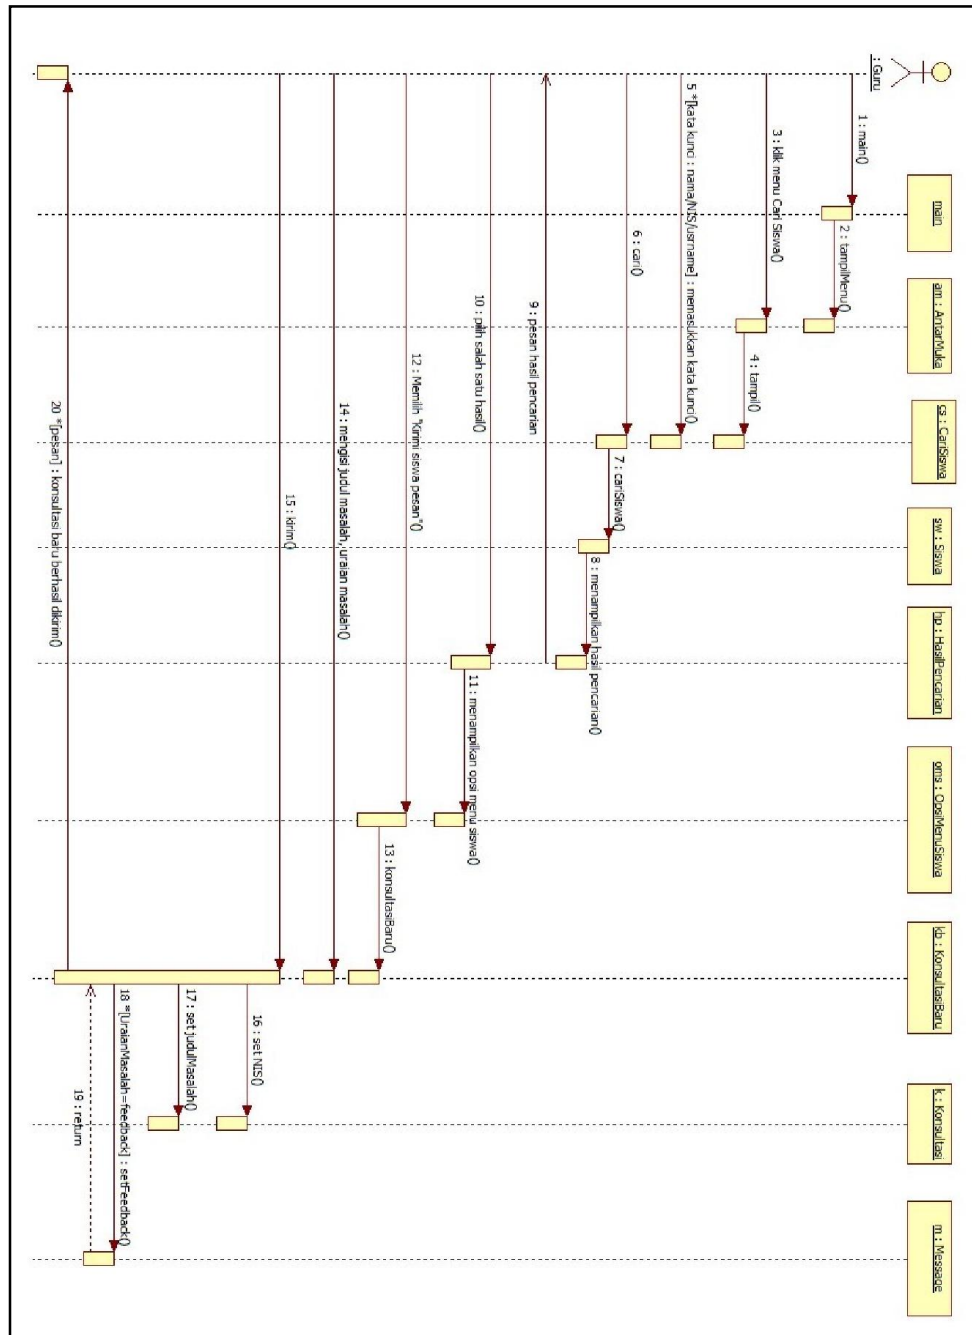 : Guru
main
am : AntarMuka
cs : CariSiswa
sw : Siswa
hp : HasilPencarian
oms : OpsiMenuSiswa
kb : KonsultasiBaru
k : Konsultasi
m : Message
1 : main()
2 : tampilMenu()
3 : klik menu Cari Siswa()
4 : tampil()
5 *[kata kunci : nama/NIS/usrname] : memasukkan kata kunci()
6 : cari()
7 : cariSiswa()
8 : menampilkan hasil pencarian()
9 : pesan hasil pencarian
10 : pilih salah satu hasil()
11 : menampilkan opsi menu siswa()
12 : Memilih "Kirimi siswa pesan"()
13 : konsultasiBaru()
14 : mengisi judul masalah, uraian masalah()
15 : kirim()
16 : set NIS()
17 : set judulMasalah()
18 *[UraianMasalah=feedback] : setFeedback()
19 : return
20 *[pesan] : konsultasi baru berhasil dikirim()